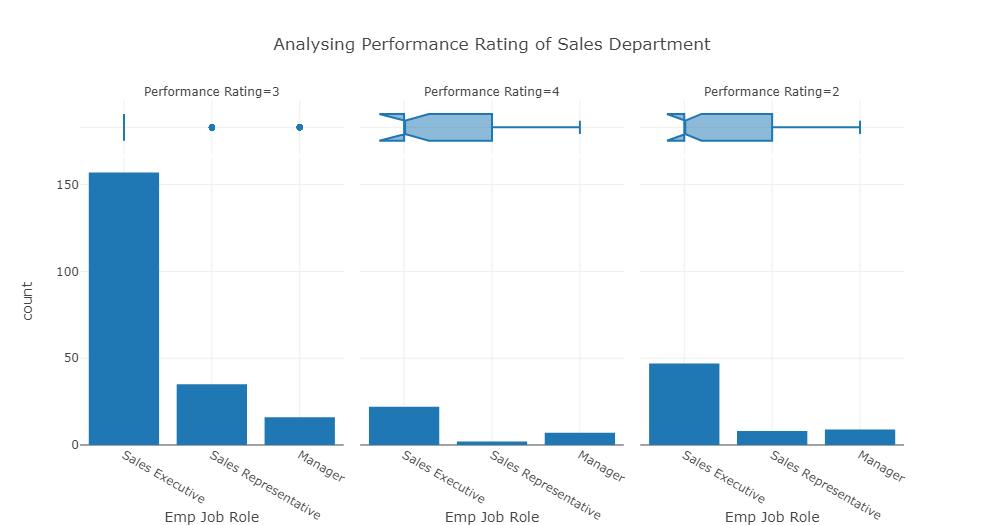 Analysing Performance Rating of Sales Department
Performance Rating=3
Performance Rating=4
Performance Rating=2
150
100
50
0
count
Sales Executive
Sales Representative
Manager
Sales Executive
Sales Representative
Manager
Sales Executive
Sales Representative
Manager
Emp Job Role
Emp Job Role
Emp Job Role